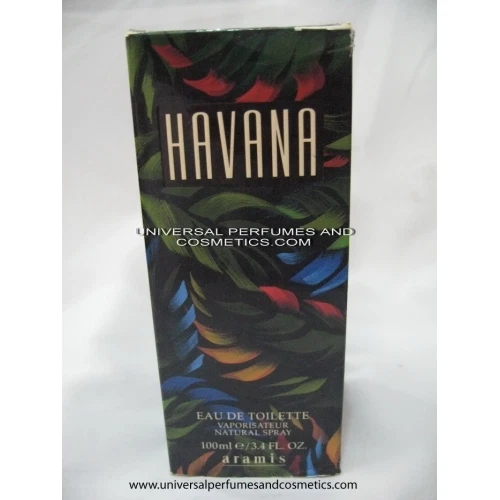 HAVANA
UNIVERSAL PERFUMES AND
COSMETICS.COM
EAU DE TOILETTE
VAPORISATEUR
NATURAL SPRAY
100ml e/3.4 FL. OZ.
aramis
www.universalperfumesandcosmetics.com